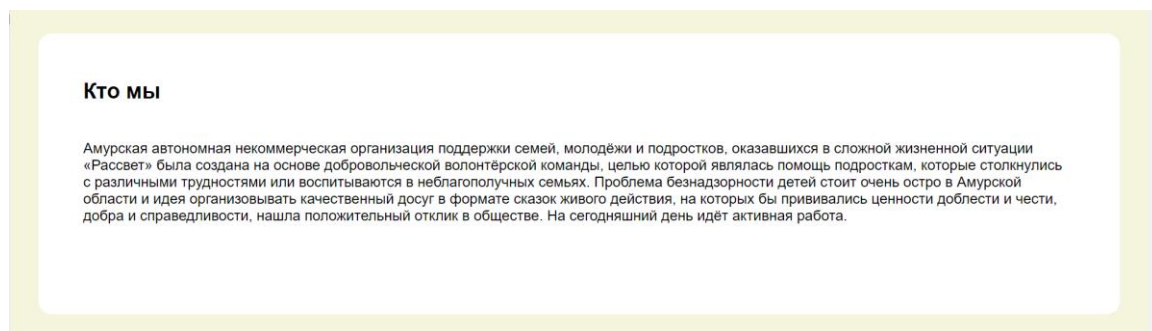 Кто мы
Амурская автономная некоммерческая организация поддержки семей, молодёжи и подростков, оказавшихся в сложной жизненной ситуации
«Рассвет» была создана на основе добровольческой волонтёрской команды, целью которой являлась помощь подросткам, которые столкнулись
с различными трудностями или воспитываются в неблагополучных семьях. Проблема безнадзорности детей стоит очень остро в Амурской
области и идея организовывать качественный досуг в формате сказок живого действия, на которых бы прививались ценности доблести и чести,
добра и справедливости, нашла положительный отклик в обществе. На сегодняшний день идёт активная работа.